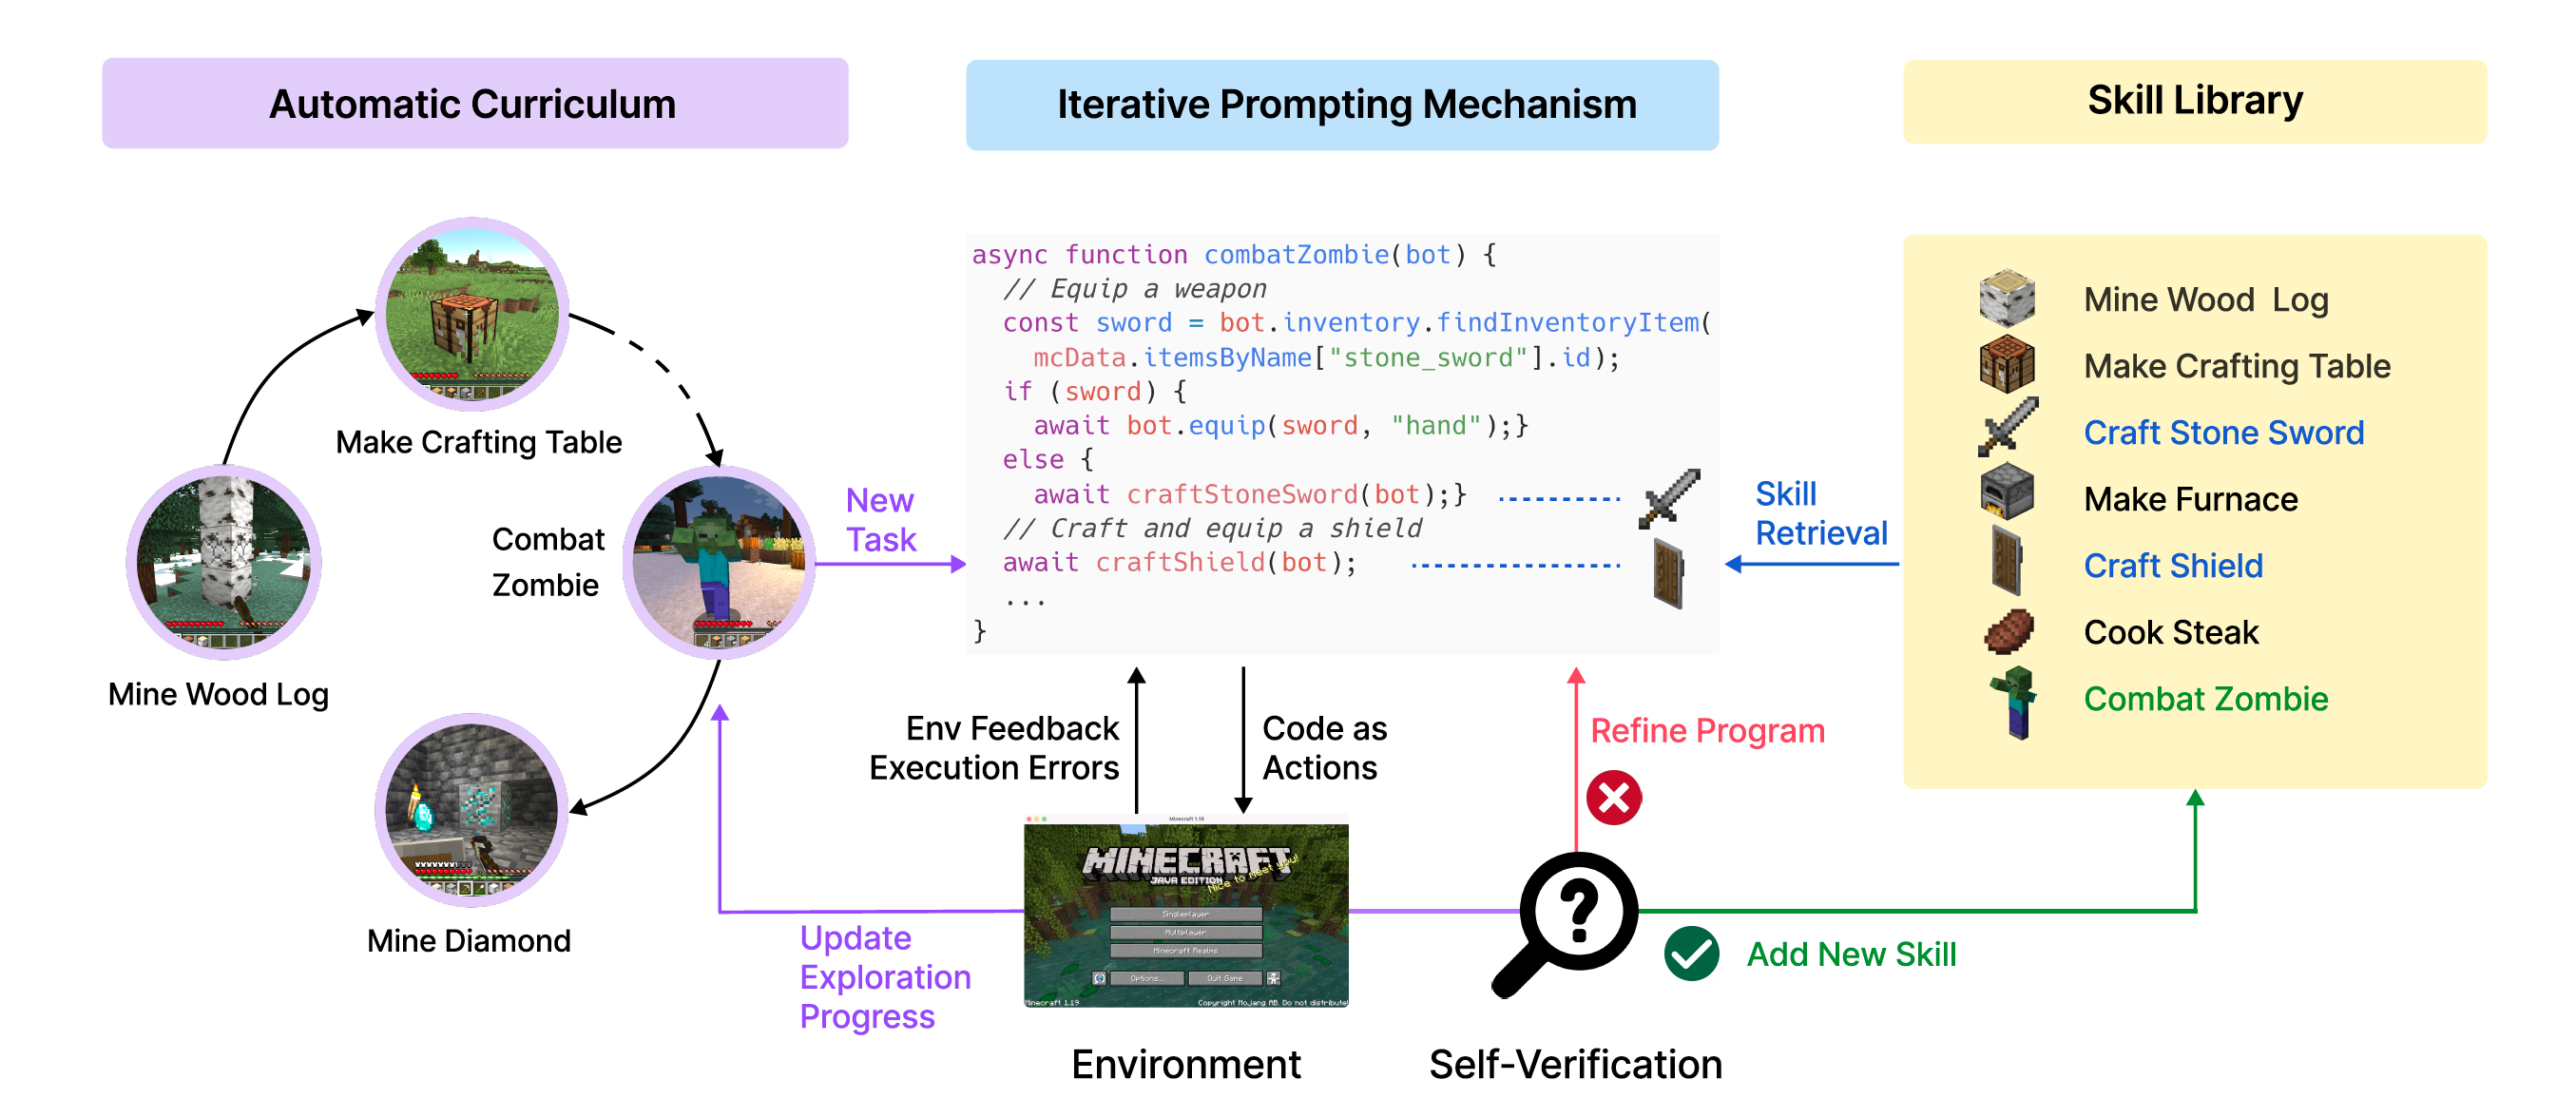 Automatic Curriculum
Iterative Prompting Mechanism
Skill Library
Make Crafting Table
Mine Wood Log
Combat
Zombie
Mine Diamond
New
Task
async function combatZombie(bot) {
// Equip a weapon
const sword = bot.inventory.findInventoryItem(
mcData.itemsByName["stone_sword"].id);
if (sword) {
await bot.equip(sword, "hand");}
else {
await craftStoneSword(bot);}
// Craft and equip a shield
await craftShield(bot);
...
}
Skill
Retrieval
Mine Wood  Log
Make Crafting Table
Craft Stone Sword
Make Furnace
Craft Shield
Cook Steak
Combat Zombie
Env Feedback
Execution Errors
Code as
Actions
Refine Program
Update
Exploration
Progress
Minecraft 1.19
MINECRAFT
JAVA EDITION
Nice to meet you!
Singleplayer
Multiplayer
Minecraft Realms
Options...
Quit Game
Minecraft 1.19
Copyright Mojang AB. Do not distribute!
Add New Skill
Environment
Self-Verification